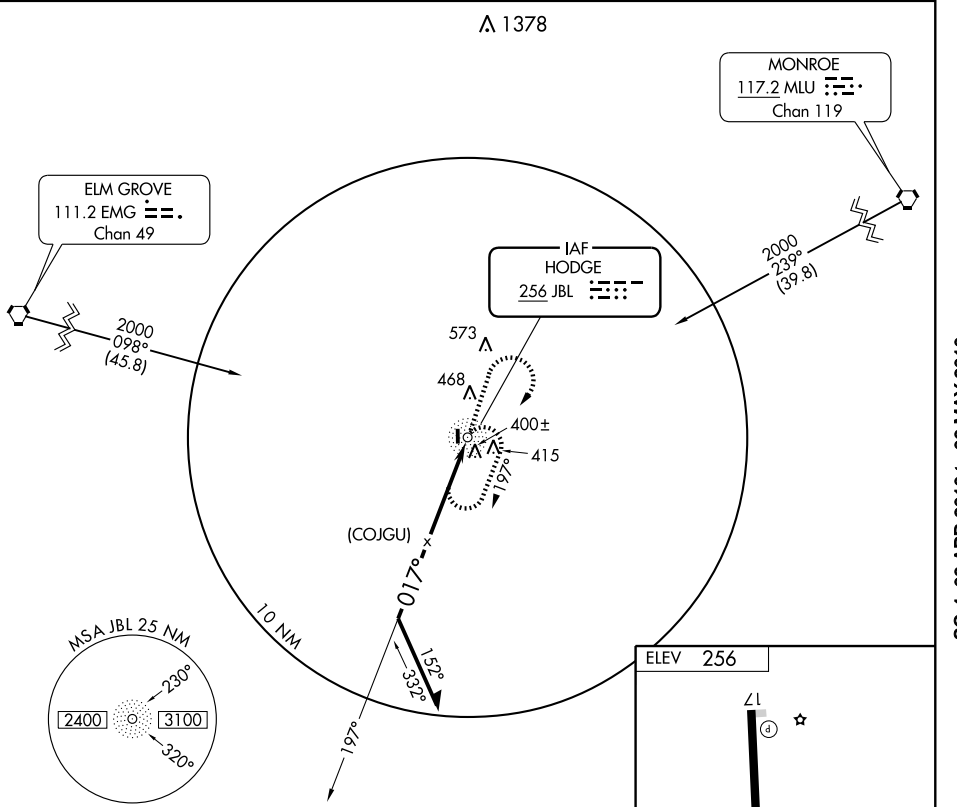 1378
MONROE
117.2 MLU
Chan 119
ELM GROVE
111.2 EMG
Chan 49
IAF
HODGE
256 JBL
2000
239°
(39.8)
2000
098°
(45.8)
573
468
400±
415
197°
(COJGU)
017°
10 NM
152°
332°
197°
MSA JBL 25 NM
230°
2400
3100
320°
ELEV 256
17
P